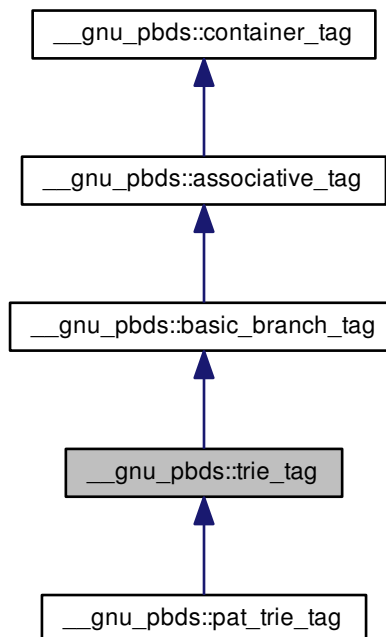 __gnu_pbds::container_tag
__gnu_pbds::associative_tag
__gnu_pbds::basic_branch_tag
__gnu_pbds::trie_tag
__gnu_pbds::pat_trie_tag